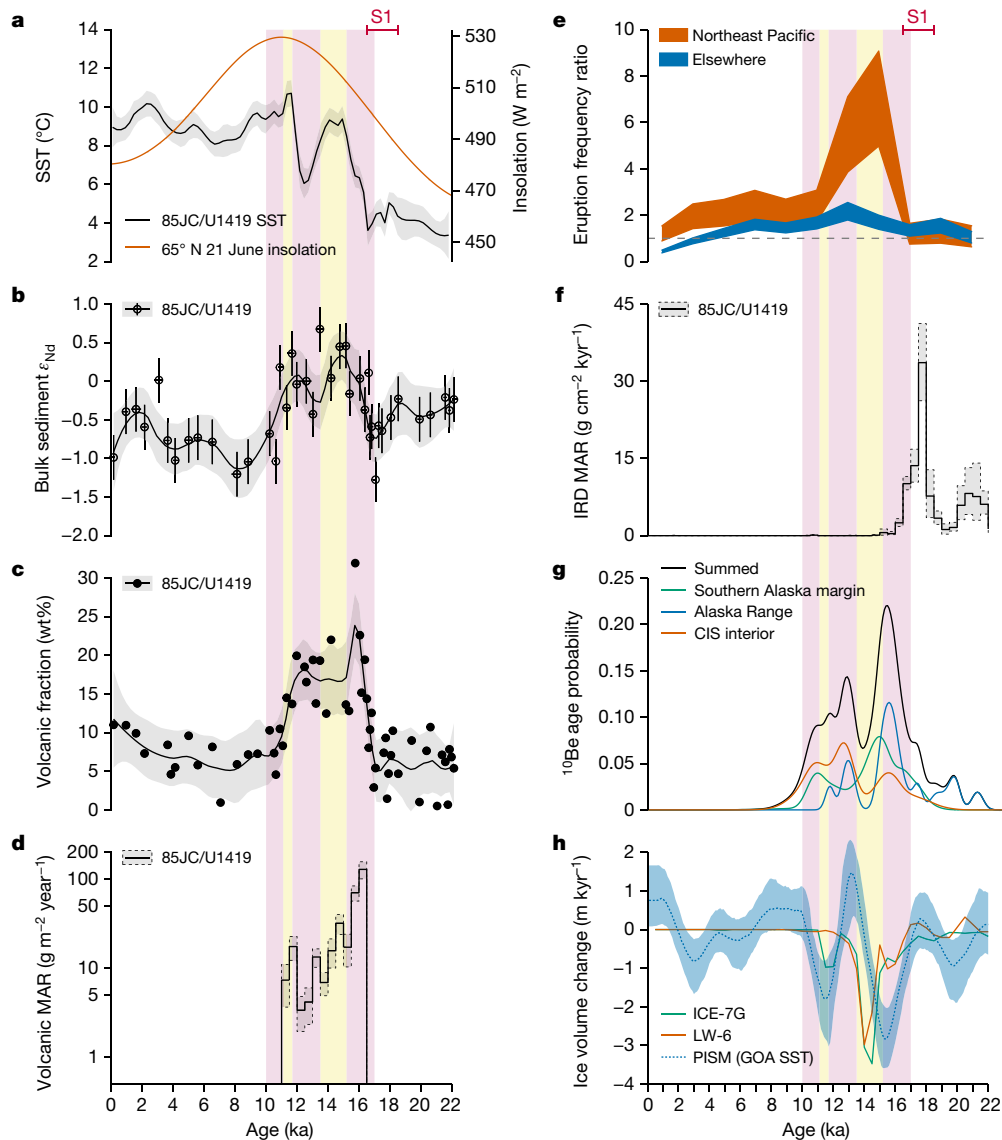 a
S1
14
12
10
8
6
4
2
SST (°C)
530
510
490
470
450
Insolation (W m−2)
85JC/U1419 SST
65° N 21 June insolation
b
1.0
0.5
0
−0.5
−1.0
−1.5
−2.0
Bulk sediment εNd
85JC/U1419
c
30
25
20
15
10
5
0
Volcanic fraction (wt%)
85JC/U1419
d
200
100
50
10
5
1
Volcanic MAR (g m−2 year−1)
85JC/U1419
0 2 4 6 8 10 12 14 16 18 20 22
Age (ka)
e
S1
10
8
6
4
2
0
Eruption frequency ratio
Northeast Pacific
Elsewhere
f
45
30
15
0
IRD MAR (g cm−2 kyr−1)
85JC/U1419
g
0.25
0.20
0.15
0.10
0.05
0
10Be age probability
Summed
Southern Alaska margin
Alaska Range
CIS interior
h
2
1
0
−1
−2
−3
−4
Ice volume change (m kyr−1)
ICE-7G
LW-6
PISM (GOA SST)
0 2 4 6 8 10 12 14 16 18 20 22
Age (ka)